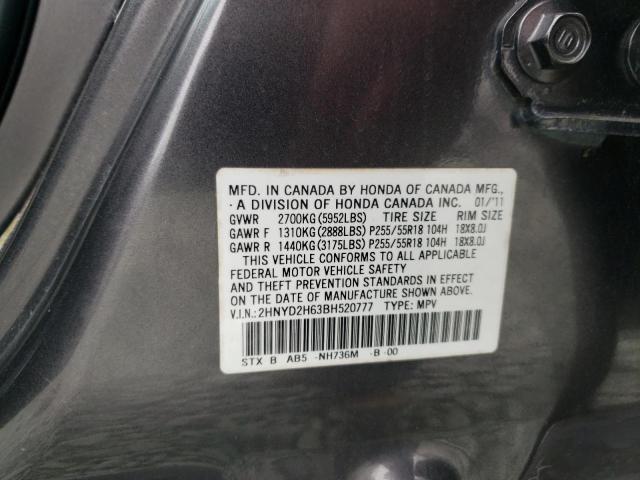 MFD. IN CANADA BY HONDA OF CANADA MFG.,
· A DIVISION OF HONDA CANADA INC. 01/'11
GVWR 2700KG(5952LBS) TIRE SIZE RIM SIZE
GAWR F 1310KG(2888LBS)P255/55R18 104H 18X8.0J
GAWR R 1440KG(3175LBS)P255/55R18 104H 18X8.0J
THIS VEHICLE CONFORMS TO ALL APPLICABLE
FEDERAL MOTOR VEHICLE SAFETY
AND THEFT PREVENTION STANDARDS IN EFFECT
ON THE DATE OF MANUFACTURE SHOWN ABOVE.
V.I.N.: 2HNYD2H63BH520777 TYPE: MPV
STX B AB5 -NH736M -B -00